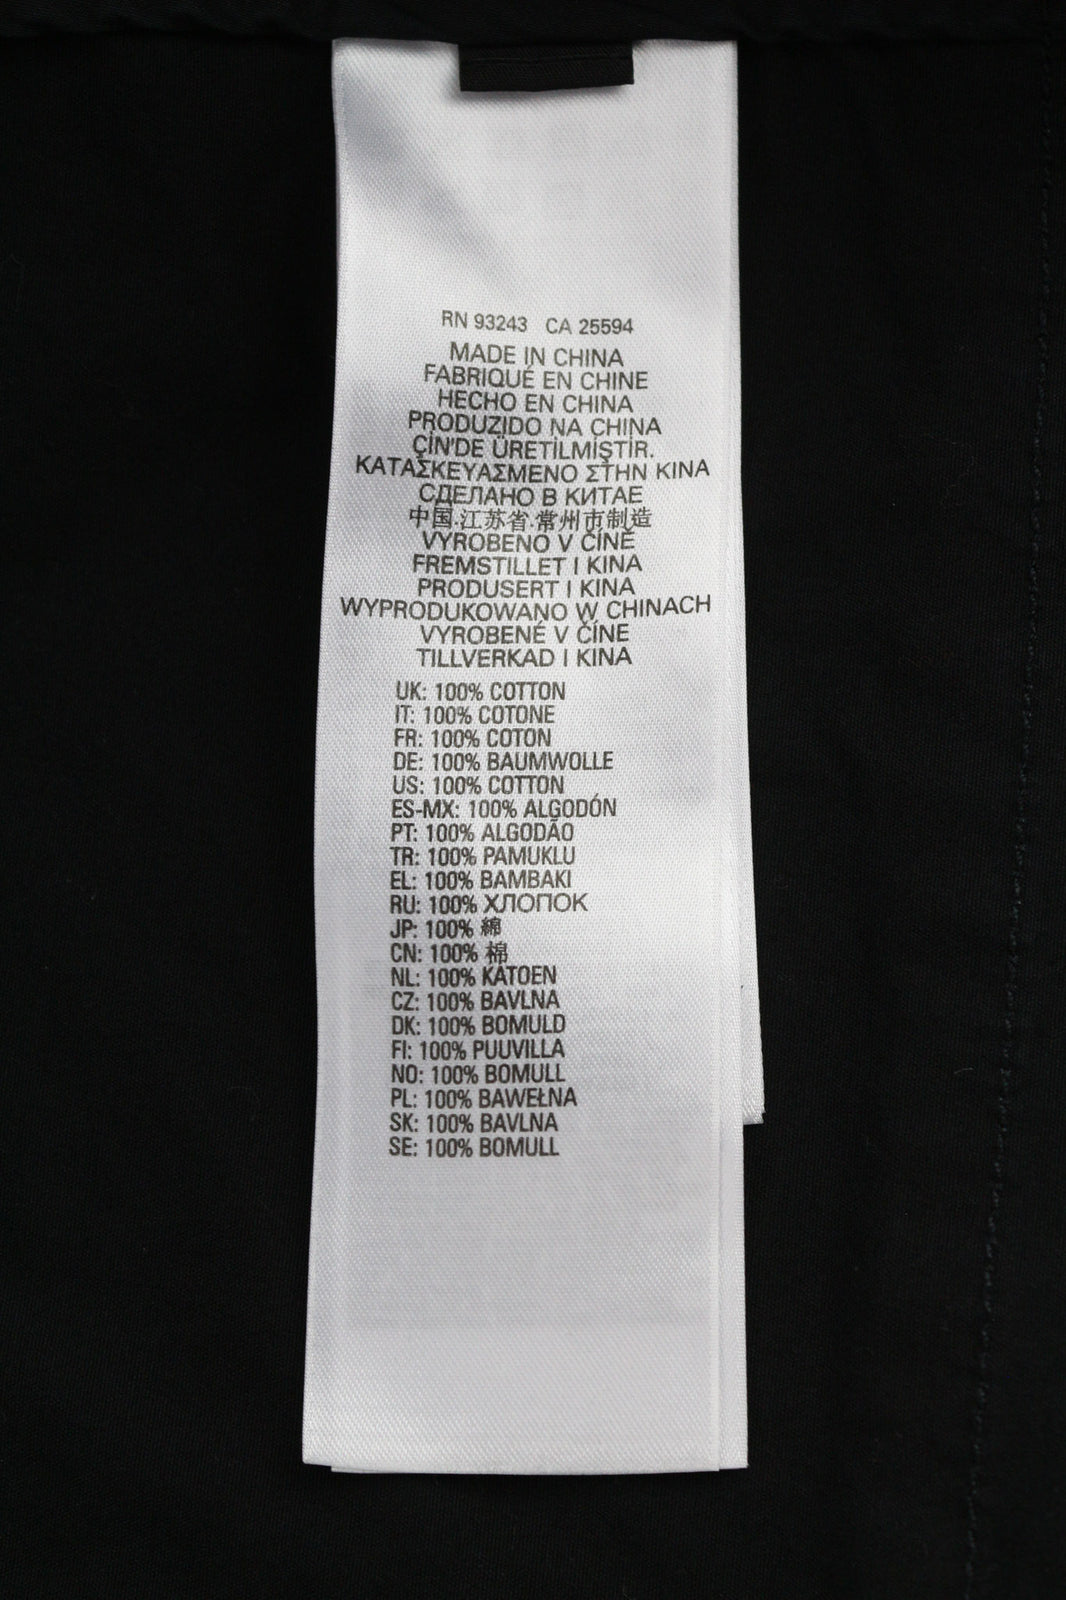 RN 93243 CA 25594
MADE IN CHINA
FABRIQUÉ EN CHINE
HECHO EN CHINA
PRODUZIDO NA CHINA
ÇİN'DE ÜRETİLMİŞTİR.
ΚΑΤΑΣΚΕΥΑΣΜΕΝΟ ΣΤΗΝ ΚΙΝΑ
СДЕЛАНО В КИТАЕ
中国.江苏省.常州市制造
VYROBENO V ČÍNĚ
FREMSTILLET I KINA
PRODUSERT I KINA
WYPRODUKOWANO W CHINACH
VYROBENÉ V ČÍNE
TILLVERKAD I KINA
UK: 100% COTTON
IT: 100% COTONE
FR: 100% COTON
DE: 100% BAUMWOLLE
US: 100% COTTON
ES-MX: 100% ALGODÓN
PT: 100% ALGODÃO
TR: 100% PAMUKLU
EL: 100% ΒΑΜΒΑΚΙ
RU: 100% ХЛОПОК
JP: 100% 綿
CN: 100% 棉
NL: 100% KATOEN
CZ: 100% BAVLNA
DK: 100% BOMULD
FI: 100% PUUVILLA
NO: 100% BOMULL
PL: 100% BAWEŁNA
SK: 100% BAVLNA
SE: 100% BOMULL